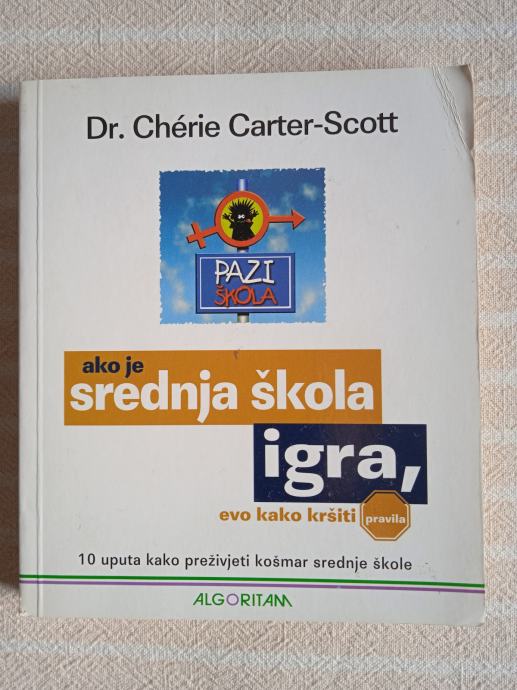 Dr. Chérie Carter-Scott
PAZI
ŠKOLA
ako je
srednja škola
igra,
evo kako kršiti pravila
10 uputa kako preživjeti košmar srednje škole
ALGORITAM